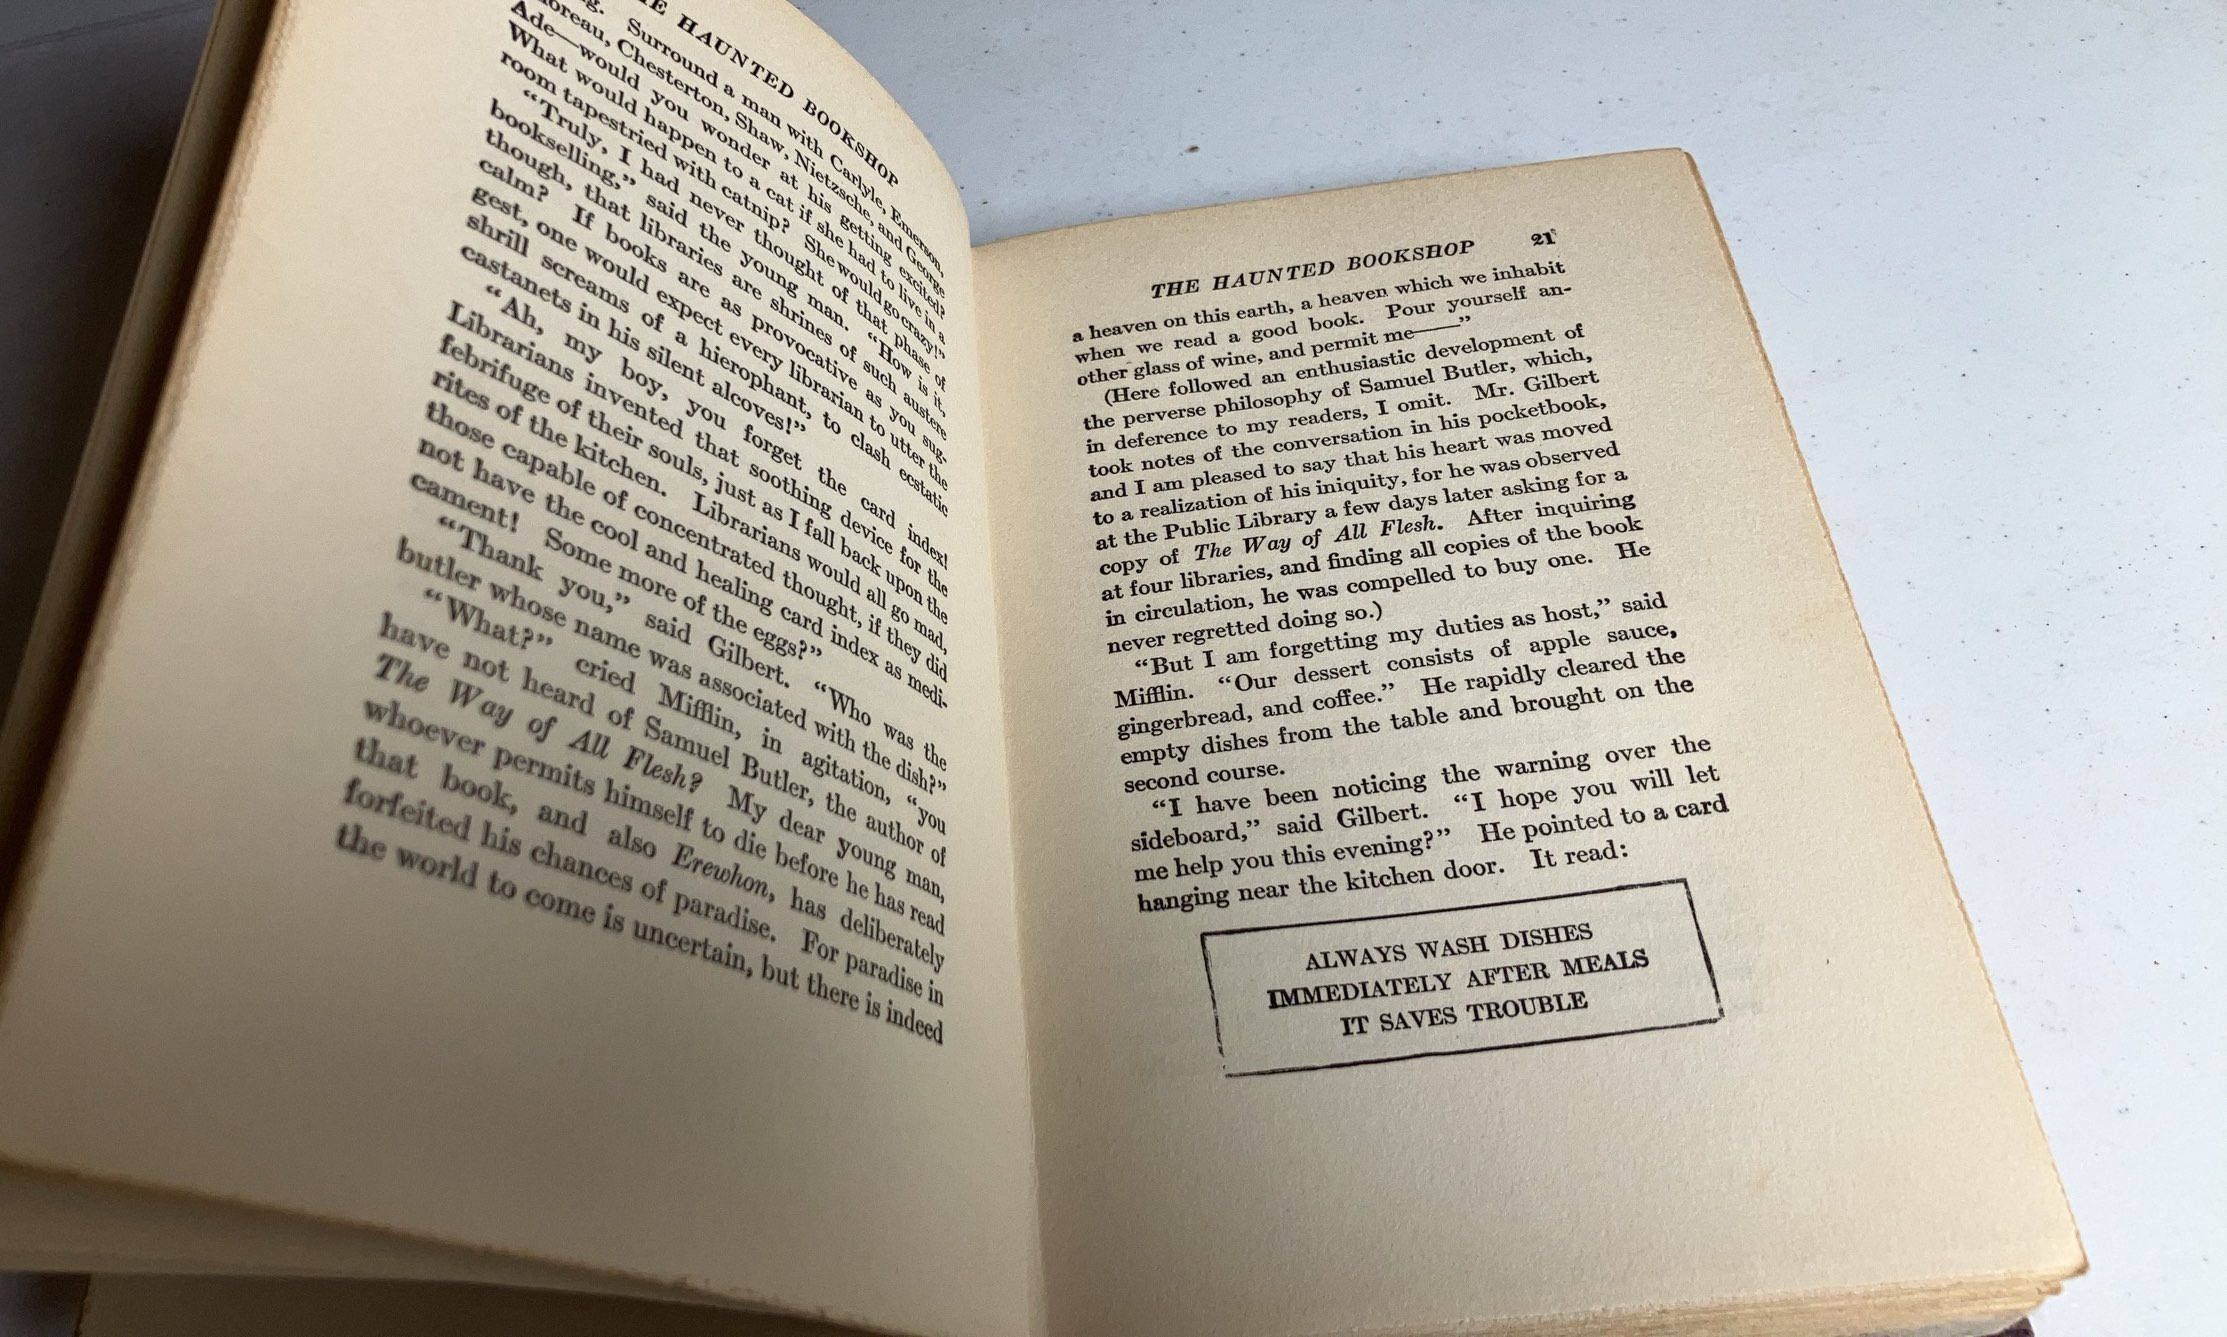 THE HAUNTED BOOKSHOP
Surround a man with Carlyle, Emerson,
Chesterton, Shaw, Nietzsche, and George
Ade—would you wonder at his getting excited?
What would happen to a cat if she had to live in a
room tapestried with catnip? She would go crazy!”
“Truly, I had never thought of that phase of
bookselling,” said the young man. “How is it,
though, that libraries are shrines of such austere
calm? If books are as provocative as you sug-
gest, one would expect every librarian to utter the
shrill screams of a hierophant, to clash ecstatic
castanets in his silent alcoves!”
“Ah, my boy, you forget the card index!
Librarians invented that soothing device for the
febrifuge of their souls, just as I fall back upon the
rites of the kitchen. Librarians would all go mad,
those capable of concentrated thought, if they did
not have the cool and healing card index as medi-
cament! Some more of the eggs?”
“Thank you,” said Gilbert. “Who was the
butler whose name was associated with the dish?”
“What?” cried Mifflin, in agitation, “you
have not heard of Samuel Butler, the author of
The Way of All Flesh? My dear young man,
whoever permits himself to die before he has read
that book, and also Erewhon, has deliberately
forfeited his chances of paradise. For paradise in
the world to come is uncertain, but there is indeed
THE HAUNTED BOOKSHOP 21
a heaven on this earth, a heaven which we inhabit
when we read a good book. Pour yourself an-
other glass of wine, and permit me——”
(Here followed an enthusiastic development of
the perverse philosophy of Samuel Butler, which,
in deference to my readers, I omit. Mr. Gilbert
took notes of the conversation in his pocketbook,
and I am pleased to say that his heart was moved
to a realization of his iniquity, for he was observed
at the Public Library a few days later asking for a
copy of The Way of All Flesh. After inquiring
at four libraries, and finding all copies of the book
in circulation, he was compelled to buy one. He
never regretted doing so.)
“But I am forgetting my duties as host,” said
Mifflin. “Our dessert consists of apple sauce,
gingerbread, and coffee.” He rapidly cleared the
empty dishes from the table and brought on the
second course.
“I have been noticing the warning over the
sideboard,” said Gilbert. “I hope you will let
me help you this evening?” He pointed to a card
hanging near the kitchen door. It read:
ALWAYS WASH DISHES
IMMEDIATELY AFTER MEALS
IT SAVES TROUBLE